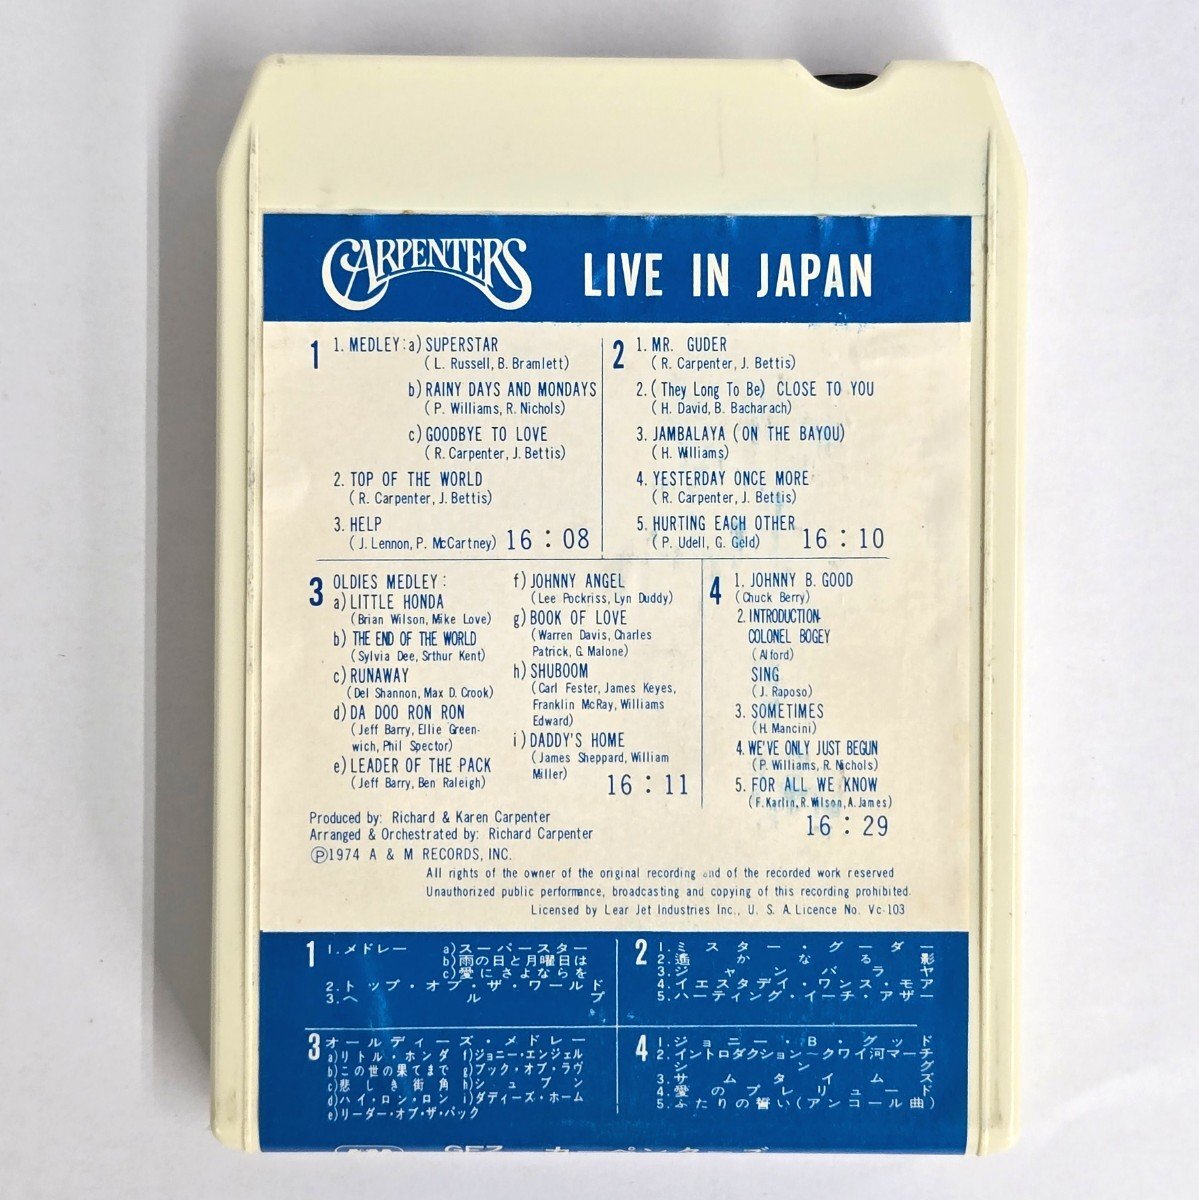 CARPENTERS LIVE IN JAPAN
1 1. MEDLEY: a) SUPERSTAR
(L. Russell, B. Bramlett)
b) RAINY DAYS AND MONDAYS
(P. Williams, R. Nichols)
c) GOODBYE TO LOVE
(R. Carpenter, J. Bettis)
2. TOP OF THE WORLD
(R. Carpenter, J. Bettis)
3. HELP
(J. Lennon, P. McCartney) 16:08
2 1. MR. GUDER
(R. Carpenter, J. Bettis)
2. (They Long To Be) CLOSE TO YOU
(H. David, B. Bacharach)
3. JAMBALAYA (ON THE BAYOU)
(H. Williams)
4. YESTERDAY ONCE MORE
(R. Carpenter, J. Bettis)
5. HURTING EACH OTHER
(P. Udell, G. Geld) 16:10
3 OLDIES MEDLEY:
a) LITTLE HONDA
(Brian Wilson, Mike Love)
b) THE END OF THE WORLD
(Sylvia Dee, Srthur Kent)
c) RUNAWAY
(Del Shannon, Max D. Crook)
d) DA DOO RON RON
(Jeff Barry, Ellie Green-
wich, Phil Spector)
e) LEADER OF THE PACK
(Jeff Barry, Ben Raleigh)
f) JOHNNY ANGEL
(Lee Pockriss, Lyn Duddy)
g) BOOK OF LOVE
(Warren Davis, Charles
Patrick, G. Malone)
h) SHUBOOM
(Carl Fester, James Keyes,
Franklin McRay, Williams
Edward)
i) DADDY'S HOME
(James Sheppard, William
Miller)
16:11
4 1. JOHNNY B. GOOD
(Chuck Berry)
2. INTRODUCTION-
COLONEL BOGEY
(Alford)
SING
(J. Raposo)
3. SOMETIMES
(H. Mancini)
4. WE'VE ONLY JUST BEGUN
(P. Williams, R. Nichols)
5. FOR ALL WE KNOW
(F. Karlin, R. Wilson, A. James)
16:29
Produced by: Richard & Karen Carpenter
Arranged & Orchestrated by: Richard Carpenter
Ⓟ1974 A & M RECORDS, INC.
All rights of the owner of the original recording and of the recorded work reserved
Unauthorized public performance, broadcasting and copying of this recording prohibited.
Licensed by Lear Jet Industries Inc., U. S. A. Licence No. Vc-103
1 1.メドレー a)スーパースター
b)雨の日と月曜日は
c)愛にさよならを
2.トップ・オブ・ザ・ワールド
3.ヘルプ
2 1.ミスター・グーダー
2.遙かなる影
3.ジャンバラヤ
4.イエスタデイ・ワンス・モア
5.ハーティング・イーチ・アザー
3 オールディーズ・メドレー
a)リトル・ホンダ
b)この世の果てまで
c)悲しき街角
d)ハイ・ロン・ロン
e)リーダー・オブ・ザ・パック
f)ジョニー・エンジェル
g)ブック・オブ・ラヴ
h)シュブーン
i)ダディーズ・ホーム
4 1.ジョニー・B・グッド
2.イントロダクション～クワイ河マーチ
シング
3.サムタイムズ
4.愛のプレリュード
5.ふたりの誓い(アンコール曲)
カーペンターズ